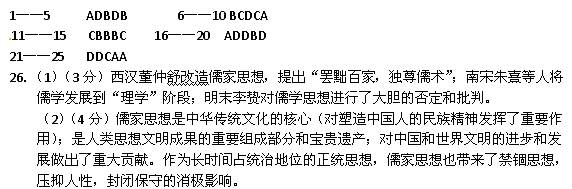 1——5 ADBDB 6——10 BCDCA
11——15 CBBBC 16——20 ADDBD
21——25 DDCAA
26.（1）（3 分）西汉董仲舒改造儒家思想，提出“罢黜百家，独尊儒术”；南宋朱熹等人将
儒学发展到“理学”阶段；明末李贽对儒学思想进行了大胆的否定和批判。
（2）（4 分）儒家思想是中华传统文化的核心（对塑造中国人的民族精神发挥了重要作
用）；是人类思想文明成果的重要组成部分和宝贵遗产；对中国和世界文明的进步和发
展做出了重大贡献。作为长时间占统治地位的正统思想，儒家思想也带来了禁锢思想，
压抑人性，封闭保守的消极影响。